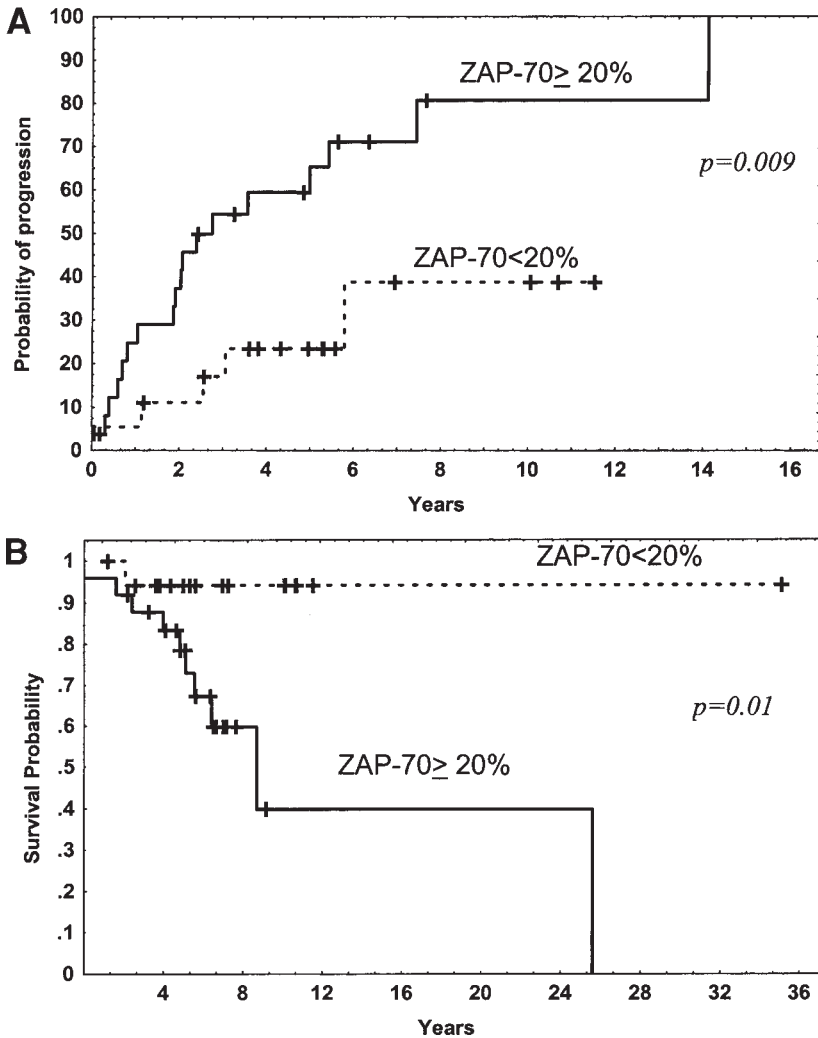 A
100
90
80
70
60
50
40
30
20
10
0
Probability of progression
ZAP-70≥ 20%
p=0.009
ZAP-70<20%
0 2 4 6 8 10 12 14 16
Years
B
1
.9
.8
.7
.6
.5
.4
.3
.2
.1
0
Survival Probability
ZAP-70<20%
p=0.01
ZAP-70≥ 20%
4 8 12 16 20 24 28 32 36
Years